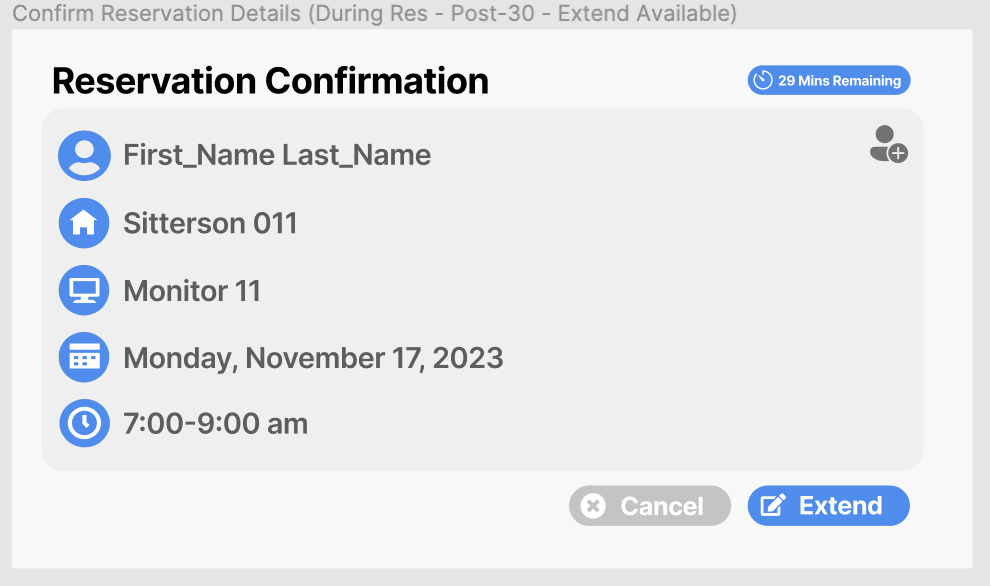 Confirm Reservation Details (During Res - Post-30 - Extend Available)
Reservation Confirmation
29 Mins Remaining
First_Name Last_Name
Sitterson 011
Monitor 11
Monday, November 17, 2023
7:00-9:00 am
Cancel
Extend